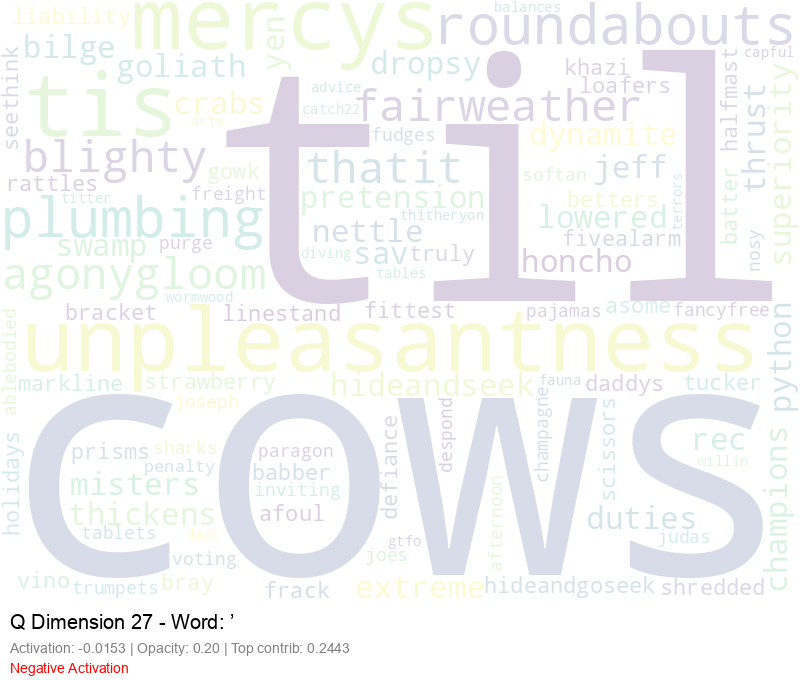 balances
liability
mercys
roundabouts
bilge
yen
goliath
dropsy
khazi
capful
seethink
tis
crabs
advice
catch22
arts
til
fairweather
loafers
halfmast
fudges
dynamite
thrust
superiority
blighty
gowk
thatit
jeff
softan
rattles
freight
pretension
betters
batter
terrors
titter
thitheryon
plumbing
nettle
lowered
fivealarm
nosy
swamp
purge
diving
sav
truly
honcho
agonygloom
tables
wormwood
bracket
linestand
fittest
pajamas
asome
fancyfree
unpleasantness
ablebodied
python
markline
strawberry
hideandseek
fauna
daddys
tucker
joseph
cows
holidays
prisms
sharks
paragon
defiance
despond
champagne
scissors
rec
champions
penalty
babber
willin
misters
inviting
thickens
afoul
duties
tablets
dads
gtfo
judas
voting
joes
afternoon
vino
trumpets
bray
frack
extreme
hideandgoseek
shredded
Q Dimension 27 - Word: ’
Activation: -0.0153 | Opacity: 0.20 | Top contrib: 0.2443
Negative Activation